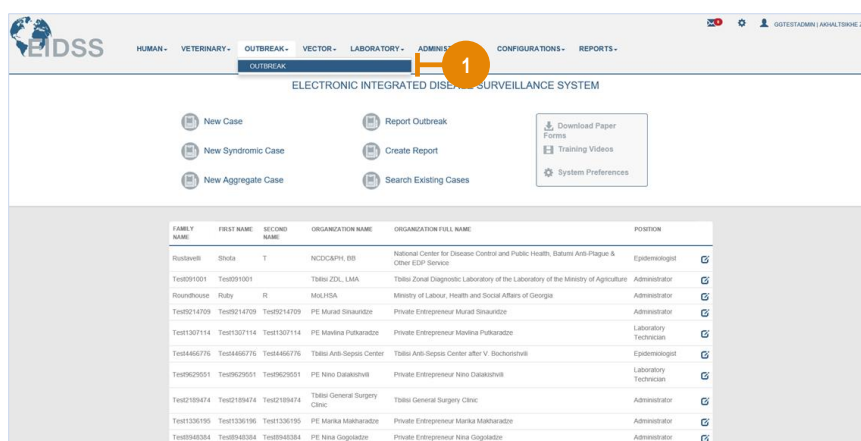 0
GGTESTADMIN | AKHALTSIKHE
EIDSS
HUMAN VETERINARY OUTBREAK VECTOR LABORATORY CONFIGURATIONS REPORTS
OUTBREAK
1
ELECTRONIC INTEGRATED SURVEILLANCE SYSTEM
New Case Report Outbreak Download Paper
Forms
New Syndromic Case Create Report Training Videos
New Aggregate Case Search Existing Cases System Preferences
FAMILY NAME FIRST NAME SECOND NAME ORGANIZATION NAME ORGANIZATION FULL NAME POSITION
Rustavelli Shota T NCDC&PH, BB National Center for Disease Control and Public Health, Batumi Anti-Plague &
Other EDP Service Epidemiologist
Test091001 Test091001 Tbilisi ZDL, LMA Tbilisi Zonal Diagnostic Laboratory of the Laboratory of the Ministry of Agriculture Administrator
Roundhouse Ruby R MoLHSA Ministry of Labour, Health and Social Affairs of Georgia Administrator
Test9214709 Test9214709 Test9214709 PE Murad Sinauridze Private Entrepreneur Murad Sinauridze Administrator
Test1307114 Test1307114 Test1307114 PE Mavlina Putkaradze Private Entrepreneur Mavlina Putkaradze Laboratory
Technician
Test4466776 Test4466776 Test4466776 Tbilisi Anti-Sepsis Center Tbilisi Anti-Sepsis Center after V. Bochorishvili Epidemiologist
Test9629551 Test9629551 Test9629551 PE Nino Dalakishvili Private Entrepreneur Nino Dalakishvili Laboratory
Technician
Test2189474 Test2189474 Test2189474 Tbilisi General Surgery
Clinic Tbilisi General Surgery Clinic Administrator
Test1336195 Test1336196 Test1336195 PE Marika Makharadze Private Entrepreneur Marika Makharadze Administrator
Test8948384 Test8948384 Test8948384 PE Nina Gogoladze Private Entrepreneur Nina Gogoladze Administrator